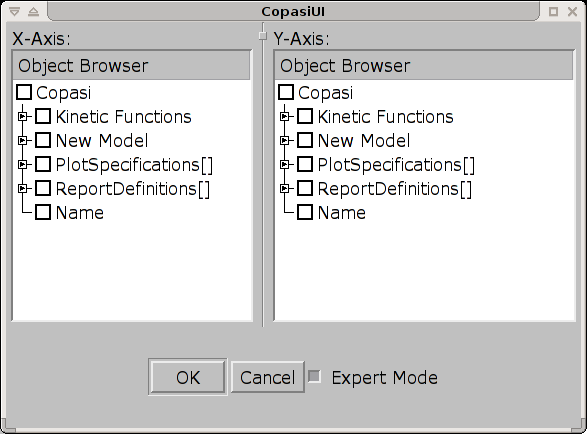 CopasiUI
X-Axis:
Object Browser
Copasi
Kinetic Functions
New Model
PlotSpecifications[]
ReportDefinitions[]
Name
Y-Axis:
Object Browser
Copasi
Kinetic Functions
New Model
PlotSpecifications[]
ReportDefinitions[]
Name
OK
Cancel
Expert Mode